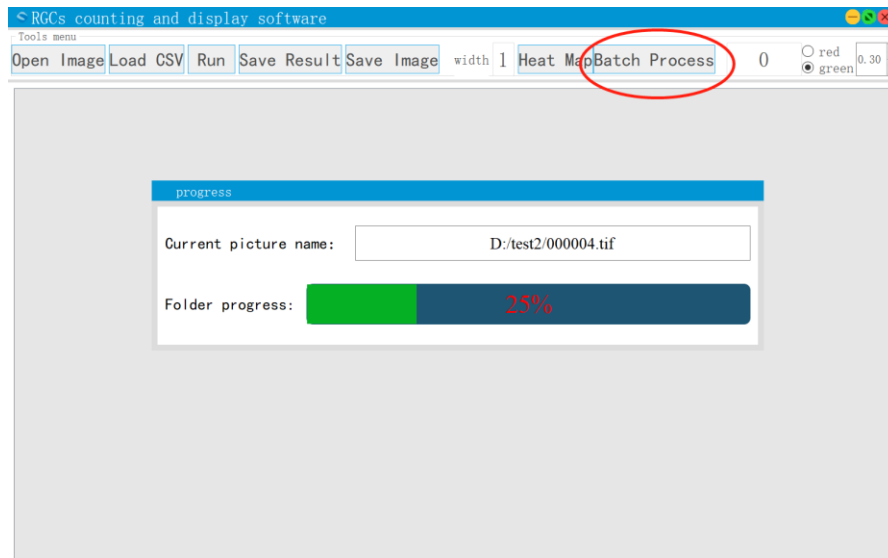 RGCs counting and display software
Tools menu
Open Image Load CSV Run Save Result Save Image width 1 Heat Map Batch Process 0 red
green 0.30
progress
Current picture name: D:/test2/000004.tif
Folder progress: 25%